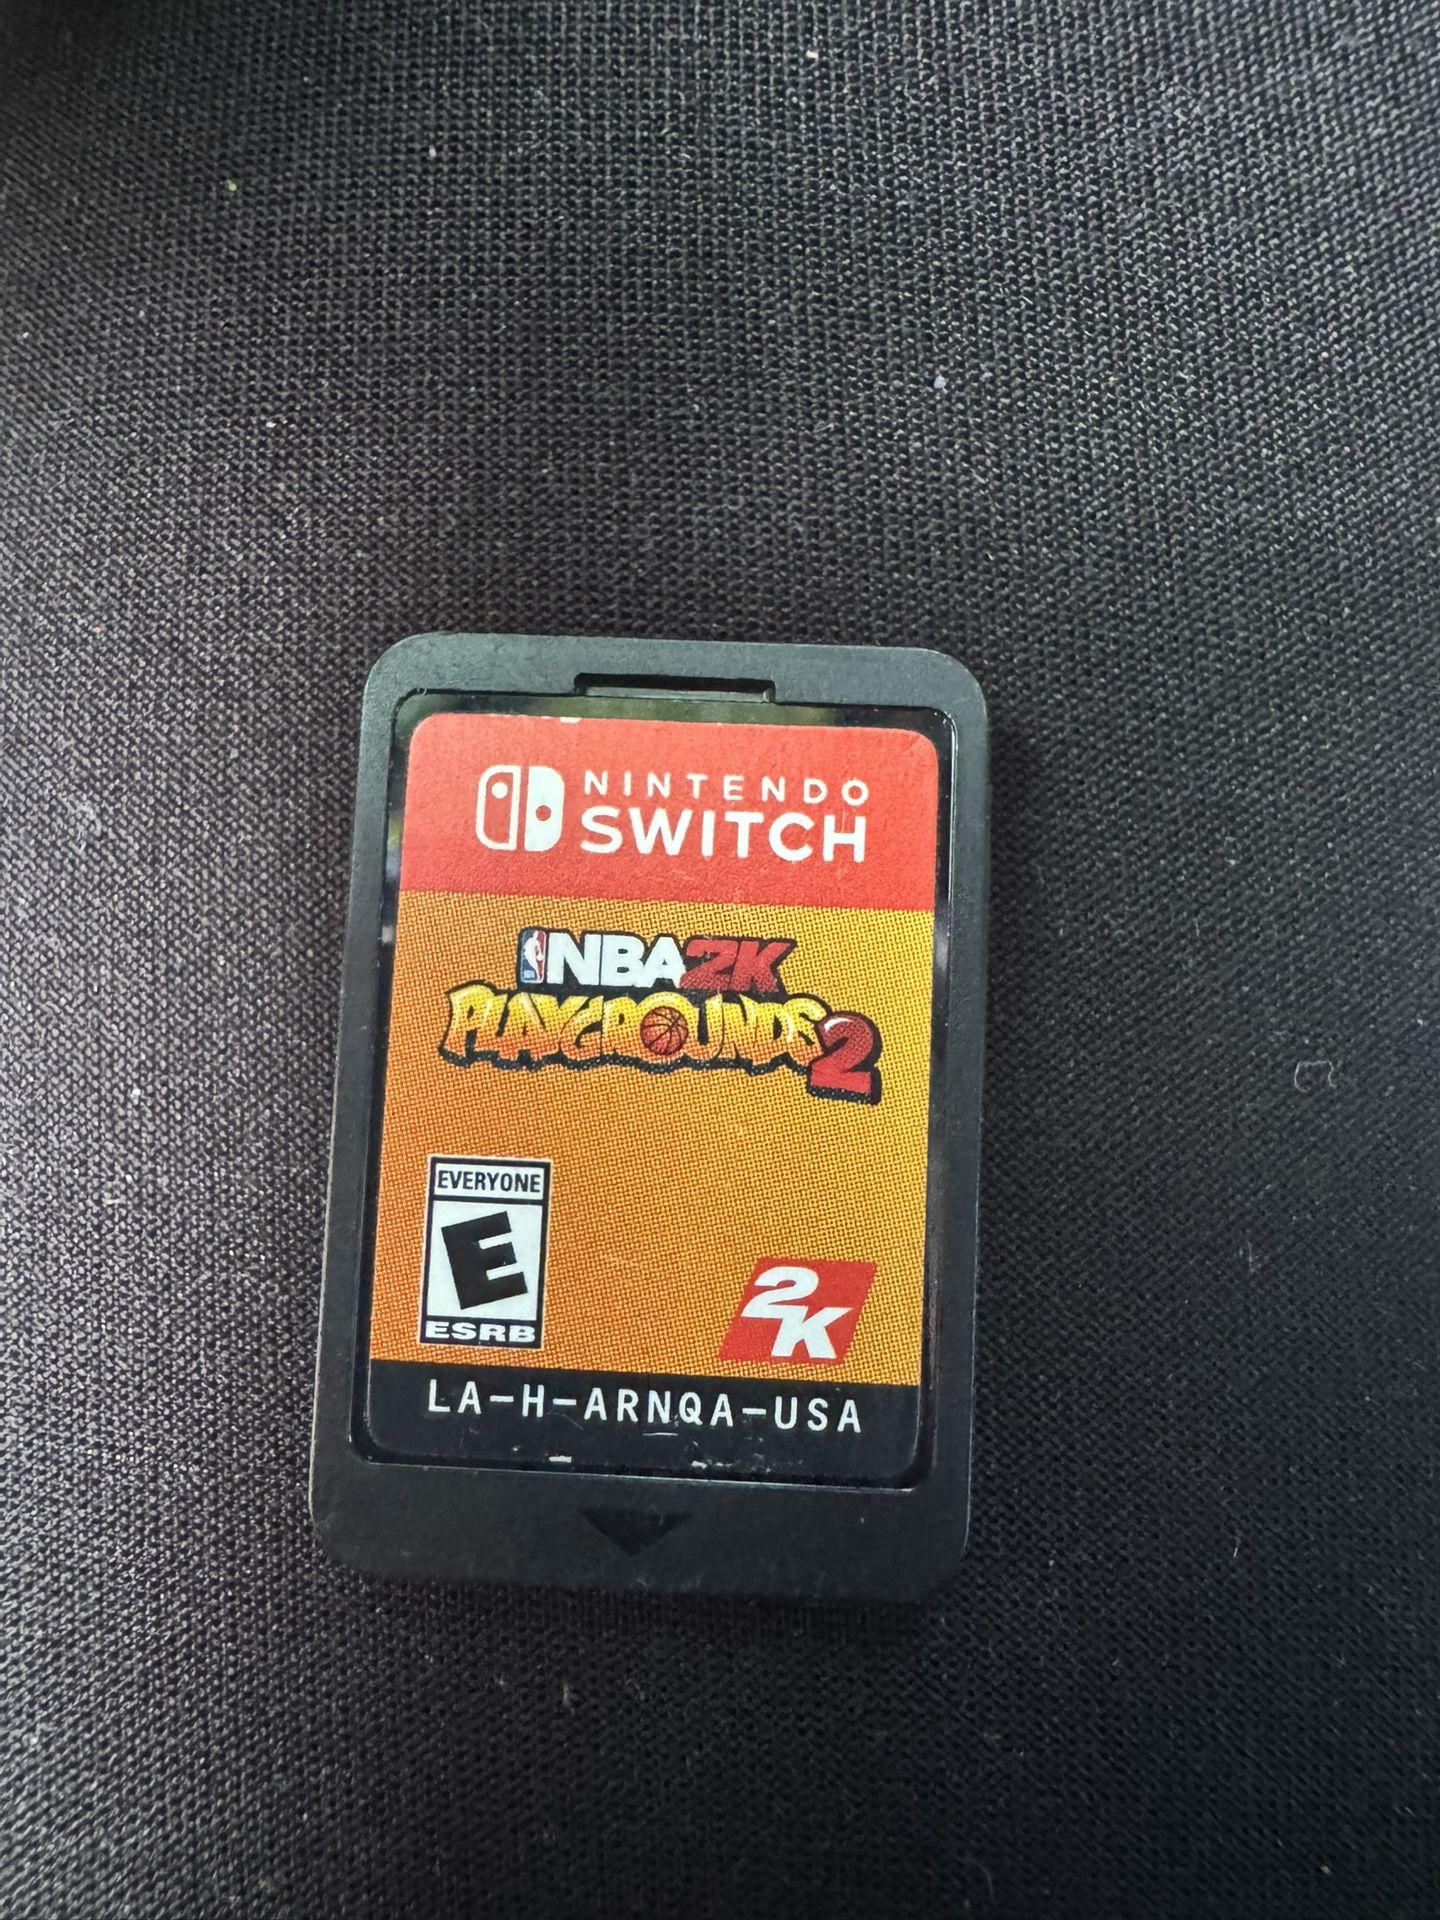 NINTENDO
SWITCH
NBA 2K
PLAYGROUNDS 2
EVERYONE
E
ESRB
2K
LA-H-ARNQA-USA